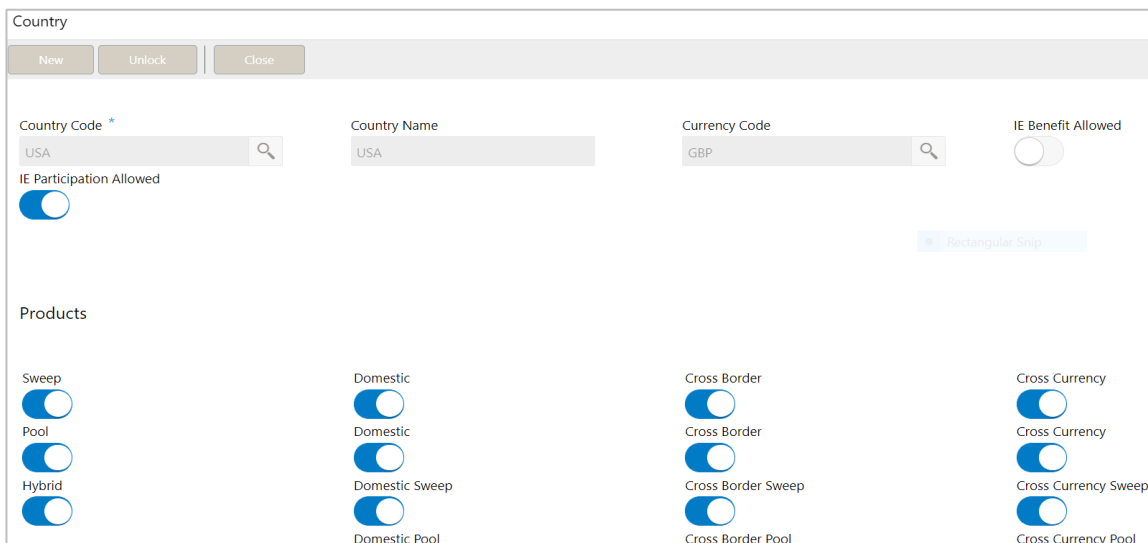 Country
New Unlock Close
Country Code * Country Name Currency Code IE Benefit Allowed
USA USA GBP
IE Participation Allowed
Rectangular Snip
Products
Sweep Domestic Cross Border Cross Currency
Pool Domestic Cross Border Cross Currency
Hybrid Domestic Sweep Cross Border Sweep Cross Currency Sweep
Domestic Pool Cross Border Pool Cross Currency Pool